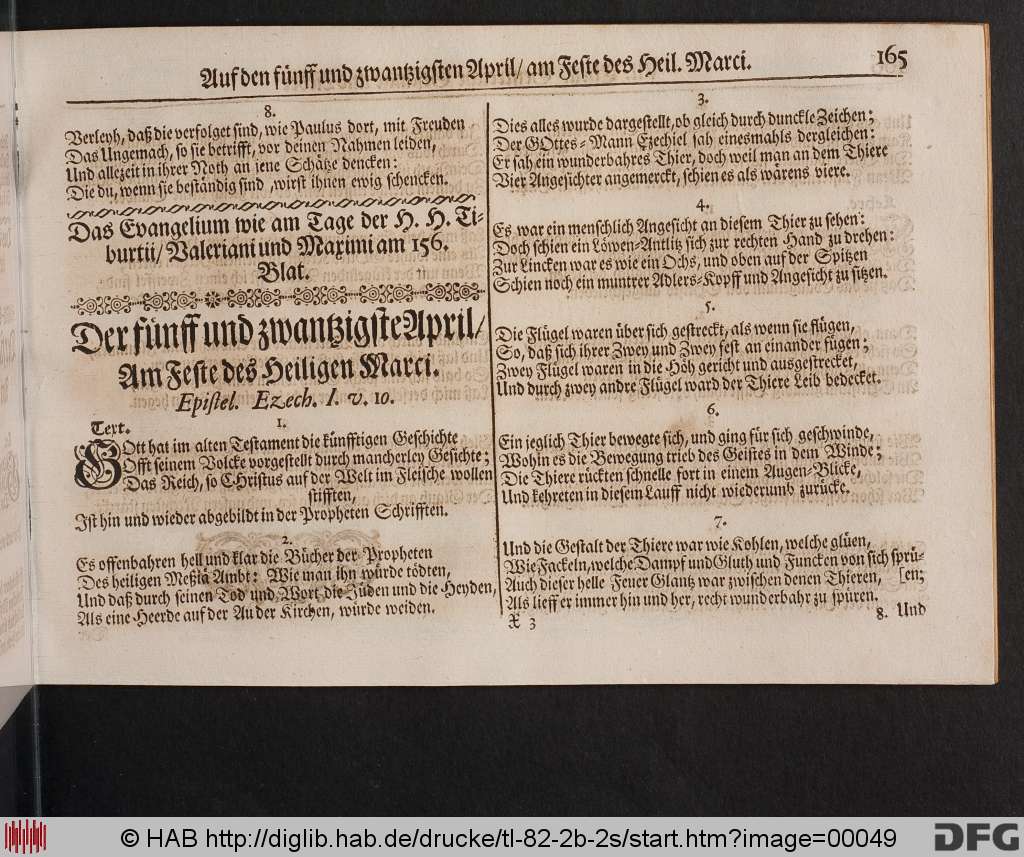 Auf den fünff und zwantzigsten April/ am Feste des Heil. Marci.
165
8.
Verleyh, daß die verfolget sind, wie Paulus dort, mit Freuden
Das Ungemach, so sie betrifft, vor deinen Nahmen leiden,
Und allezeit in ihrer Noth an jene Schätze dencken:
Die du, wenn sie beständig sind, wirst ihnen ewig schencken.
Das Evangelium wie am Tage der H. H. Ti-
burtii/ Valeriani und Maximi am 156.
Blat.
Der fünff und zwantzigste April/
Am Feste des Heiligen Marci.
Epistel. Ezech. I. v. 10.
Text.
1.
GOtt hat im alten Testament die künfftigen Geschichte
Offt seinem Volcke vorgestellt durch mancherley Gesichte;
Das Reich, so CHristus auf der Welt im Fleische wollen
stifften,
Ist hin und wieder abgebildt in der Propheten Schrifften.
2.
Es offenbahren hell und klar die Bücher der Propheten
Des heiligen Meßiä Ambt: Wie man ihn würde tödten,
Und daß durch seinen Tod und Wort die Jüden und die Heyden,
Als eine Heerde auf der Au der Kirchen, würde weiden.
3.
Dies alles wurde dargestellt, ob gleich durch dunckle Zeichen;
Der GOttes-Mann Ezechiel sah einesmahls dergleichen:
Er sah ein wunderbahres Thier, doch weil man an dem Thiere
Vier Angesichter angemerckt, schien es als wärens viere.
4.
Es war ein menschlich Angesicht an diesem Thier zu sehen:
Doch schien ein Löwen-Antlitz sich zur rechten Hand zu drehen:
Zur Lincken war es wie ein Ochs, und oben auf der Spitzen
Schien noch ein muntrer Adlers-Kopff und Angesicht zu sitzen.
5.
Die Flügel waren über sich gestreckt, als wenn sie flügen,
So, daß sich ihrer Zwey und Zwey fest an einander fügen;
Zwey Flügel waren in die Höh gericht und ausgestrecket,
Und durch zwey andre Flügel ward der Thiere Leib bedecket.
6.
Ein jeglich Thier bewegte sich, und ging für sich geschwinde,
Wohin es die Bewegung trieb des Geistes in dem Winde;
Die Thiere rückten schnelle fort in einem Augen-Blicke,
Und kehreten in diesem Lauff nicht wiederumb zurücke.
7.
Und die Gestalt der Thiere war wie Kohlen, welche glüen,
Wie Fackeln, welche Dampf und Gluth und Funcken von sich sprü-
Auch dieser helle Feuer Glantz war zwischen denen Thieren, [en;
Als lieff er immer hin und her, recht wunderbahr zu spüren.
X 3
8. Und
© HAB http://diglib.hab.de/drucke/tl-82-2b-2s/start.htm?image=00049
DFG